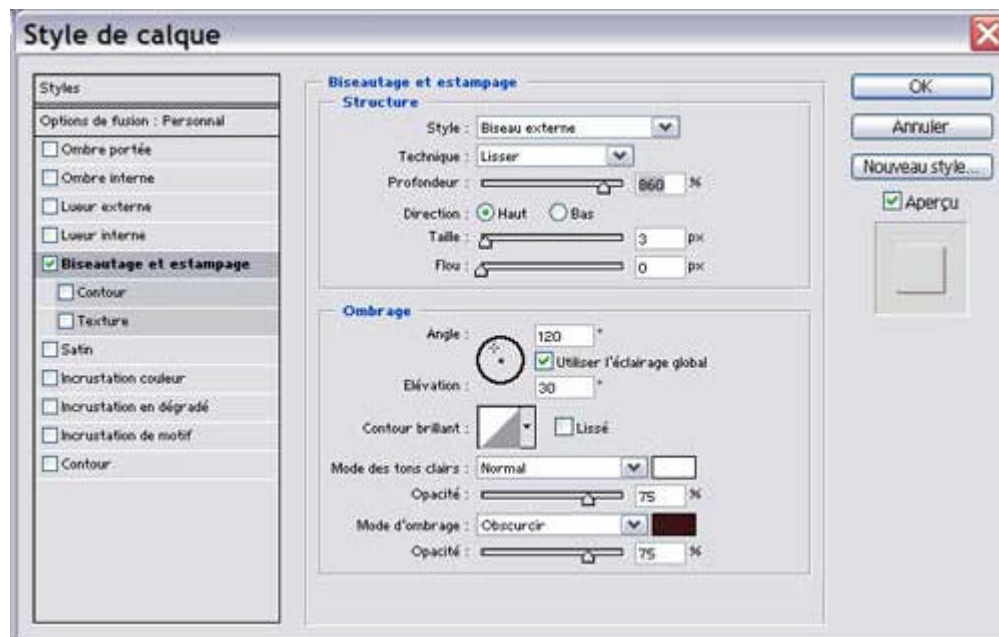 Style de calque
Styles
Options de fusion : Personnal
Ombre portée
Ombre interne
Lueur externe
Lueur interne
Biseautage et estampage
Contour
Texture
Satin
Incrustation couleur
Incrustation en dégradé
Incrustation de motif
Contour
Biseautage et estampage
Structure
Style : Biseau externe
Technique : Lisser
Profondeur : 860 %
Direction : Haut Bas
Taille : 3 px
Flou : 0 px
Ombrage
Angle : 120 °
Utiliser l'éclairage global
Elévation : 30 °
Contour brillant : Lissé
Mode des tons clairs : Normal
Opacité : 75 %
Mode d'ombrage : Obscurcir
Opacité : 75 %
OK
Annuler
Nouveau style...
Aperçu